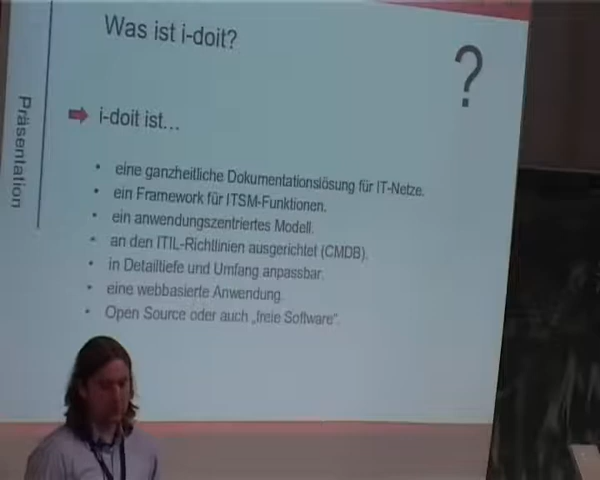 Was ist i-doit?
?
Präsentation
i-doit ist...
• eine ganzheitliche Dokumentationslösung für IT-Netze.
• ein Framework für ITSM-Funktionen.
• ein anwendungszentriertes Modell.
• an den ITIL-Richtlinien ausgerichtet (CMDB).
• in Detailtiefe und Umfang anpassbar.
• eine webbasierte Anwendung.
• Open Source oder auch „freie Software“.